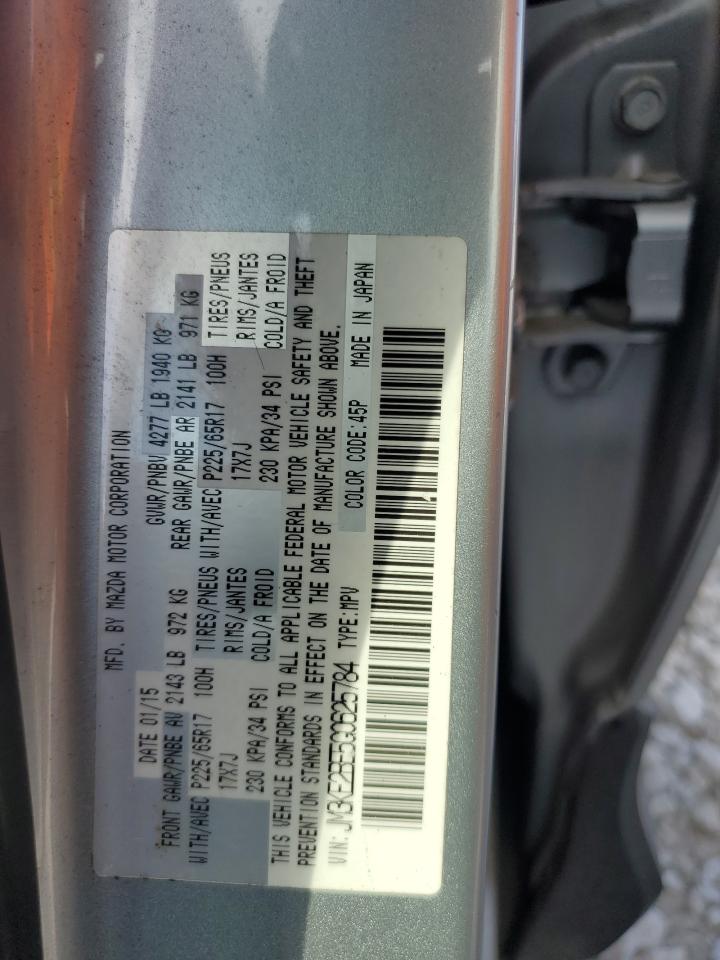 MFD. BY MAZDA MOTOR CORPORATION
DATE 01/15 GVWR/PNBV 4277 LB 1940 KG
FRONT GAWR/PNBE AV 2143 LB 972 KG REAR GAWR/PNBE AR 2141 LB 971 KG
WITH/AVEC P225/65R17 100H TIRES/PNEUS WITH/AVEC P225/65R17 100H TIRES/PNEUS
17X7J RIMS/JANTES 17X7J RIMS/JANTES
230 KPA/34 PSI COLD/A FROID 230 KPA/34 PSI COLD/A FROID
THIS VEHICLE CONFORMS TO ALL APPLICABLE FEDERAL MOTOR VEHICLE SAFETY AND THEFT
PREVENTION STANDARDS IN EFFECT ON THE DATE OF MANUFACTURE SHOWN ABOVE.
VIN: JM3KE2BE5G0625784 TYPE:MPV COLOR CODE:45P MADE IN JAPAN